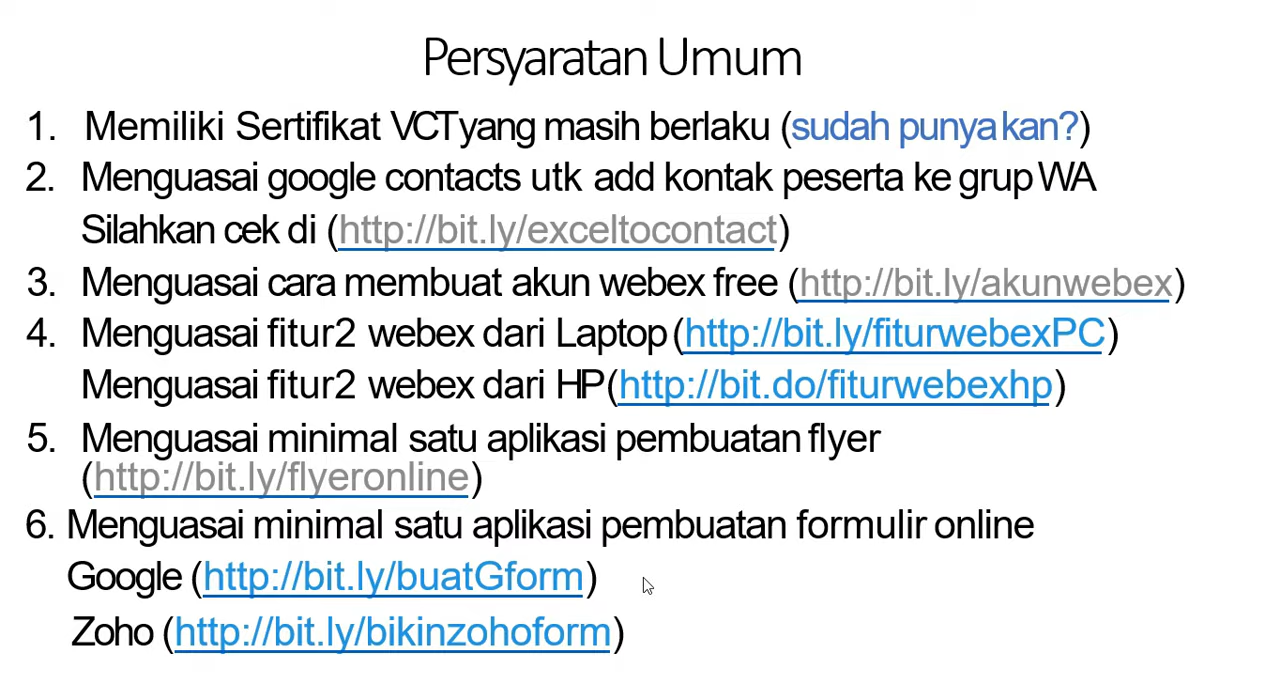 Persyaratan Umum
1. Memiliki Sertifikat VCT yang masih berlaku (sudah punya kan?)
2. Menguasai google contacts utk add kontak peserta ke grup WA
Silahkan cek di (http://bit.ly/exceltocontact)
3. Menguasai cara membuat akun webex free (http://bit.ly/akunwebex)
4. Menguasai fitur2 webex dari Laptop (http://bit.ly/fiturwebexPC)
Menguasai fitur2 webex dari HP (http://bit.do/fiturwebexhp)
5. Menguasai minimal satu aplikasi pembuatan flyer
(http://bit.ly/flyeronline)
6. Menguasai minimal satu aplikasi pembuatan formulir online
Google (http://bit.ly/buatGform)
Zoho (http://bit.ly/bikinzohoform)